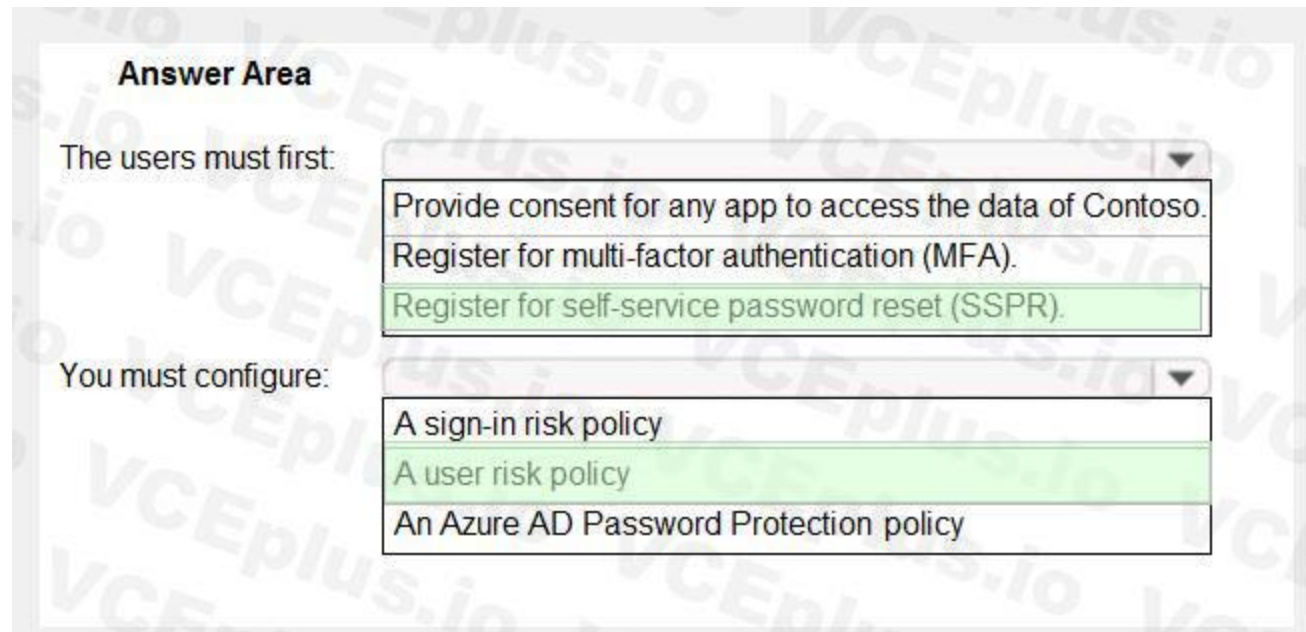 Answer Area
The users must first:
Provide consent for any app to access the data of Contoso.
Register for multi-factor authentication (MFA).
Register for self-service password reset (SSPR).
You must configure:
A sign-in risk policy
A user risk policy
An Azure AD Password Protection policy
VCEplus.io